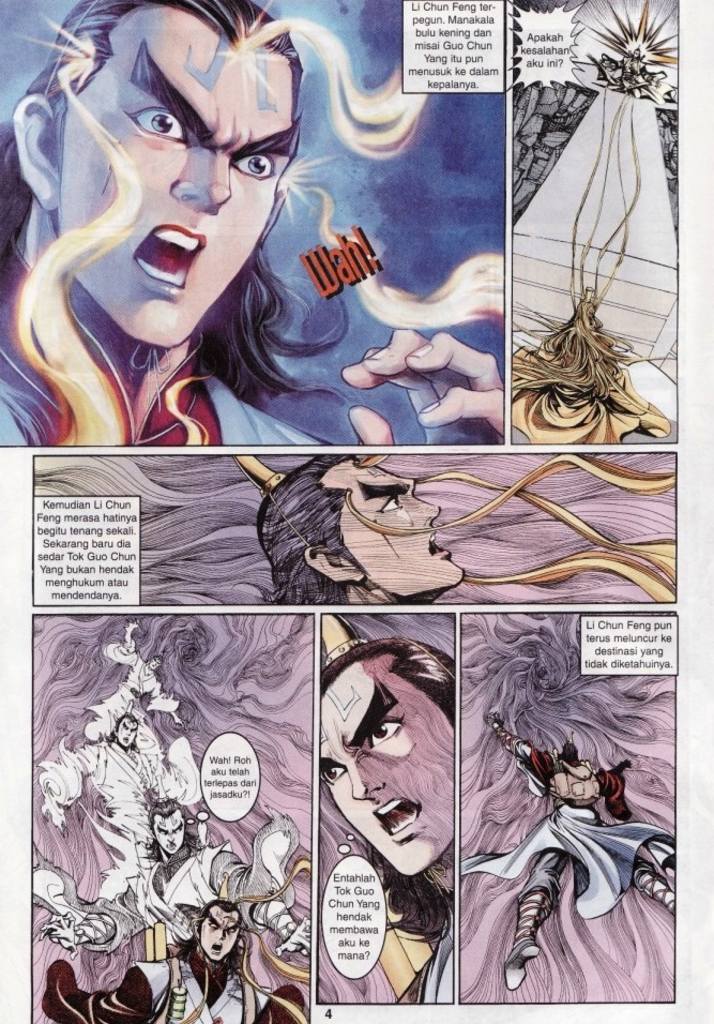 Li Chun Feng ter-
pegun. Manakala
bulu kening dan
misai Guo Chun
Yang itu pun
menusuk ke dalam
kepalanya.
Wah!
Apakah
kesalahan
aku ini?
Kemudian Li Chun
Feng merasa hatinya
begitu tenang sekali.
Sekarang baru dia
sedar Tok Guo Chun
Yang bukan hendak
menghukum atau
mendendanya.
Wah! Roh
aku telah
terlepas dari
jasadku?!
Entahlah
Tok Guo
Chun Yang
hendak
membawa
aku ke
mana?
Li Chun Feng pun
terus meluncur ke
destinasi yang
tidak diketahuinya.
4